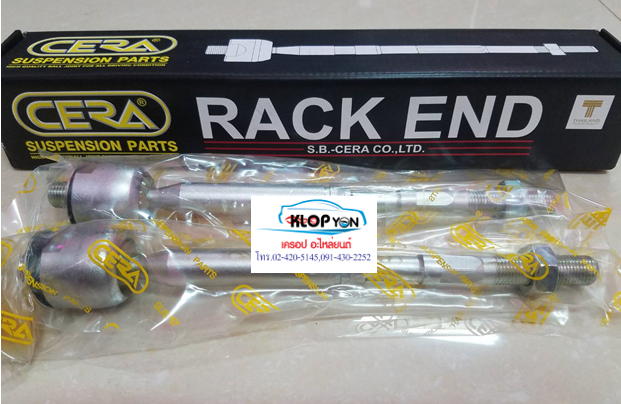 CERA®
SUSPENSION PARTS
HIGH QUALITY BALL JOINT FOR ALL DRIVING CONDITION
CERA®
SUSPENSION PARTS
RACK END
S.B.-CERA CO.,LTD.
T
THAILAND
KLOP YON
เครอป อะไหล่ยนต์
โทร.02-420-5145,091-430-2252
CERA
SUSPENSION PARTS
CERA